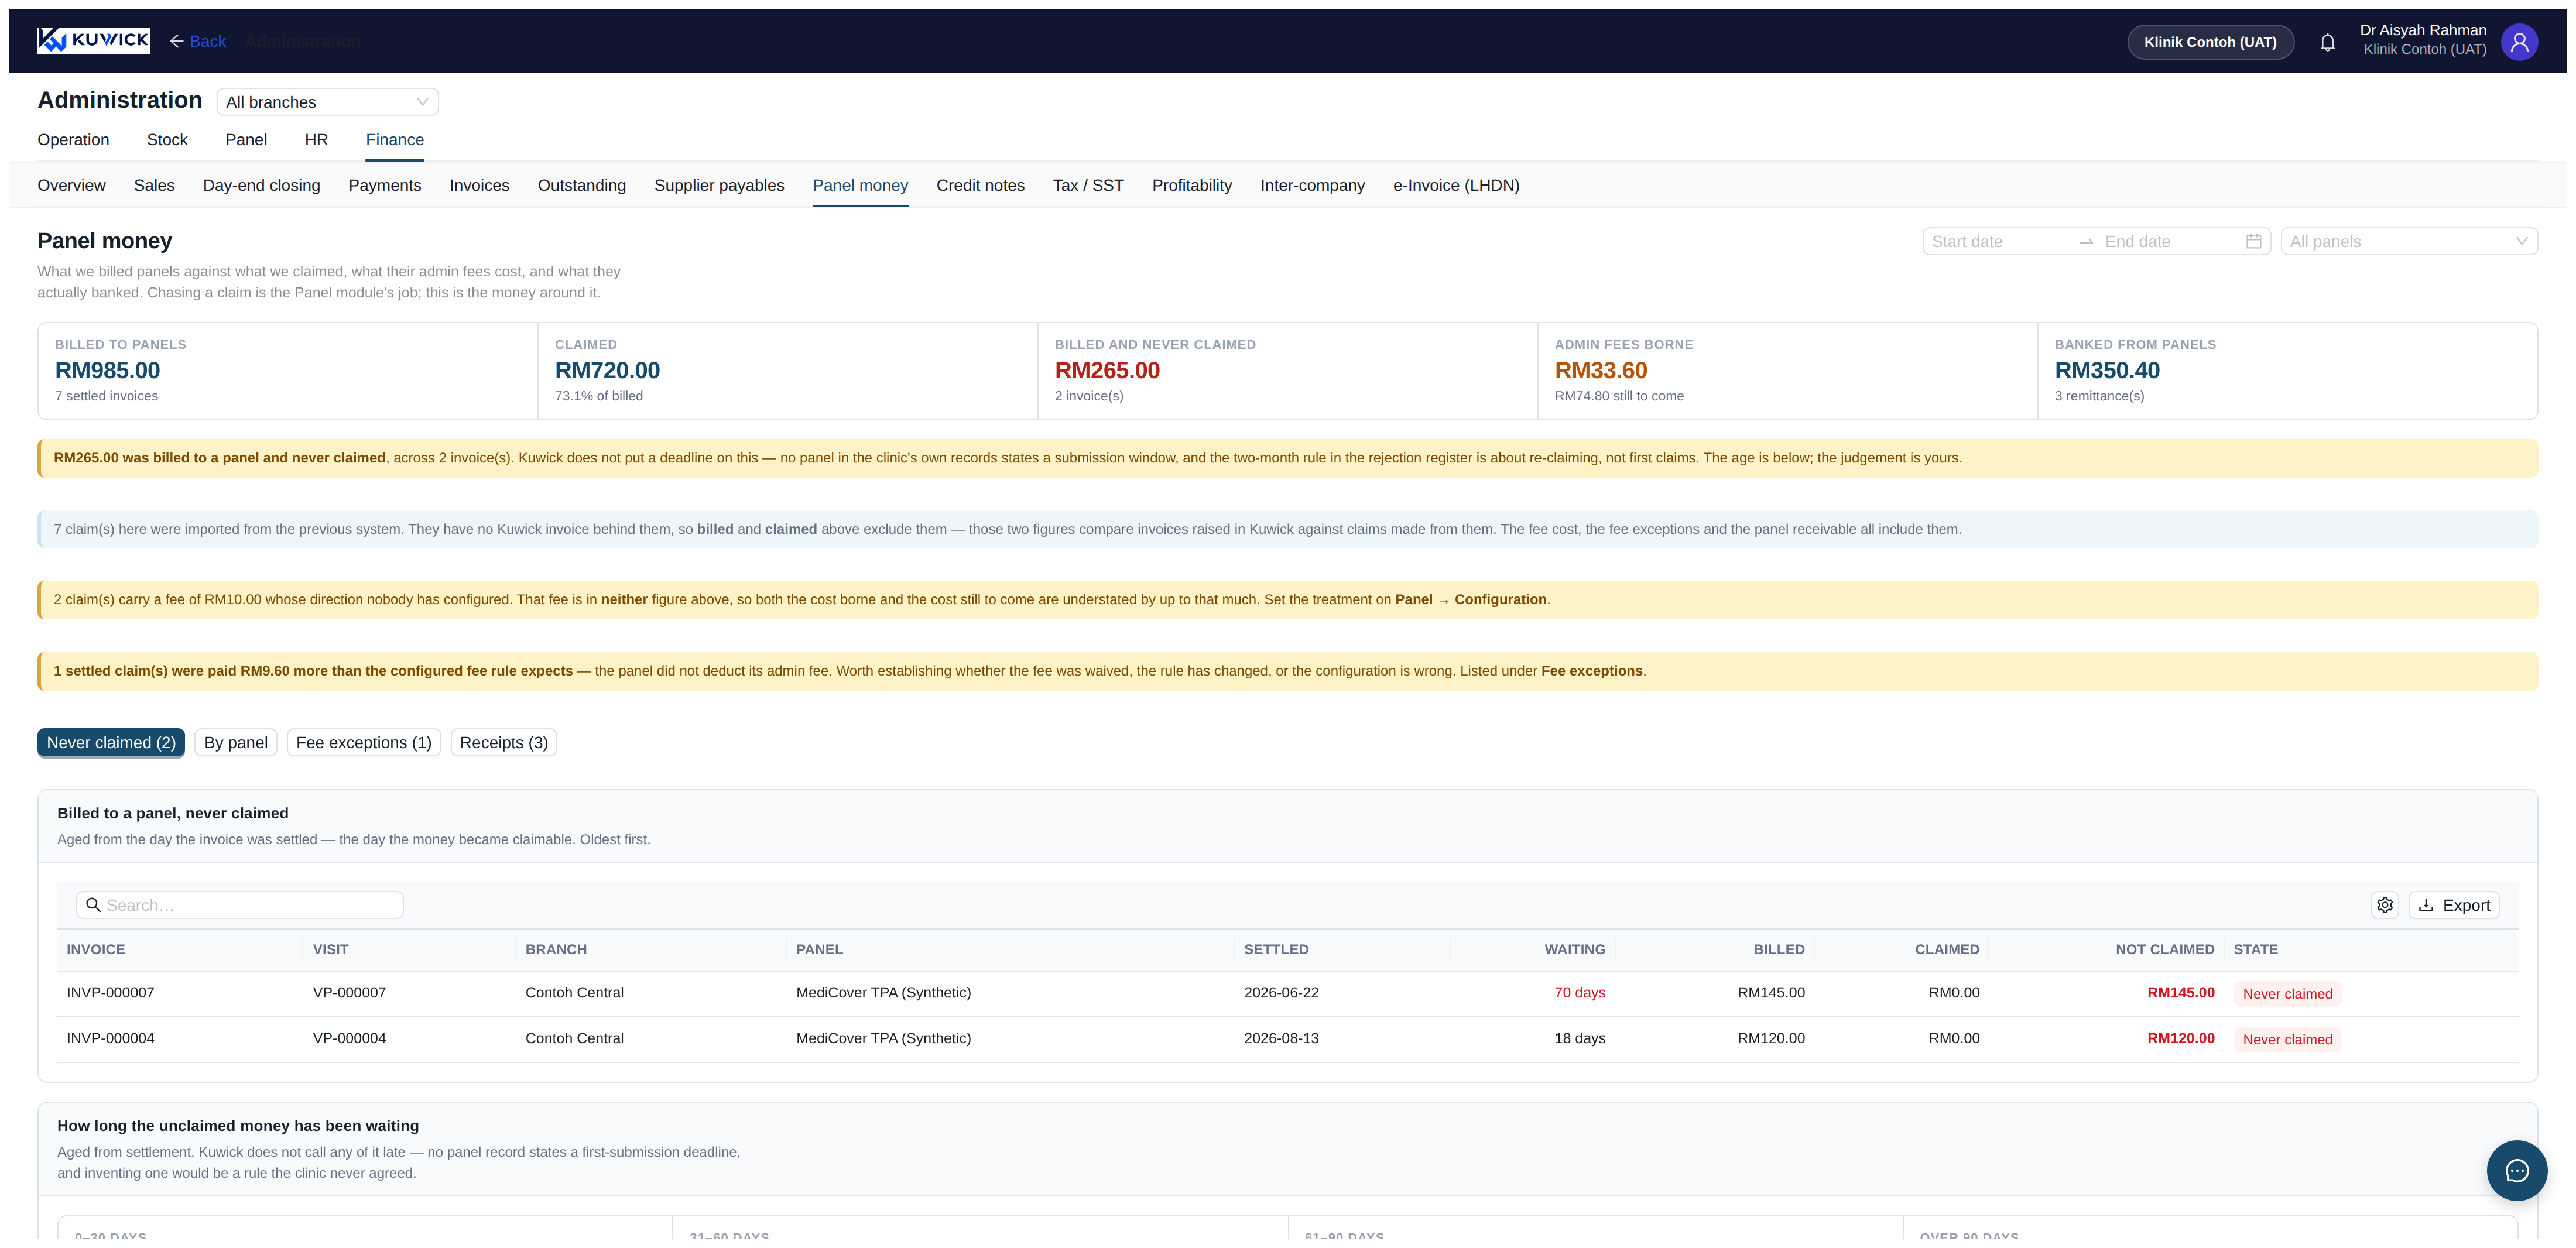 KUWICK
Back
Administration
Klinik Contoh (UAT)
Dr Aisyah Rahman
Klinik Contoh (UAT)
Administration
All branches
Operation Stock Panel HR Finance
Overview Sales Day-end closing Payments Invoices Outstanding Supplier payables Panel money Credit notes Tax / SST Profitability Inter-company e-Invoice (LHDN)
Panel money
Start date → End date
All panels
What we billed panels against what we claimed, what their admin fees cost, and what they
actually banked. Chasing a claim is the Panel module's job; this is the money around it.
BILLED TO PANELS
RM985.00
7 settled invoices
CLAIMED
RM720.00
73.1% of billed
BILLED AND NEVER CLAIMED
RM265.00
2 invoice(s)
ADMIN FEES BORNE
RM33.60
RM74.80 still to come
BANKED FROM PANELS
RM350.40
3 remittance(s)
RM265.00 was billed to a panel and never claimed, across 2 invoice(s). Kuwick does not put a deadline on this — no panel in the clinic's own records states a submission window, and the two-month rule in the rejection register is about re-claiming, not first claims. The age is below; the judgement is yours.
7 claim(s) here were imported from the previous system. They have no Kuwick invoice behind them, so billed and claimed above exclude them — those two figures compare invoices raised in Kuwick against claims made from them. The fee cost, the fee exceptions and the panel receivable all include them.
2 claim(s) carry a fee of RM10.00 whose direction nobody has configured. That fee is in neither figure above, so both the cost borne and the cost still to come are understated by up to that much. Set the treatment on Panel → Configuration.
1 settled claim(s) were paid RM9.60 more than the configured fee rule expects — the panel did not deduct its admin fee. Worth establishing whether the fee was waived, the rule has changed, or the configuration is wrong. Listed under Fee exceptions.
Never claimed (2) By panel Fee exceptions (1) Receipts (3)
Billed to a panel, never claimed
Aged from the day the invoice was settled — the day the money became claimable. Oldest first.
Search…
Export
INVOICE VISIT BRANCH PANEL SETTLED WAITING BILLED CLAIMED NOT CLAIMED STATE
INVP-000007 VP-000007 Contoh Central MediCover TPA (Synthetic) 2026-06-22 70 days RM145.00 RM0.00 RM145.00 Never claimed
INVP-000004 VP-000004 Contoh Central MediCover TPA (Synthetic) 2026-08-13 18 days RM120.00 RM0.00 RM120.00 Never claimed
How long the unclaimed money has been waiting
Aged from settlement. Kuwick does not call any of it late — no panel record states a first-submission deadline,
and inventing one would be a rule the clinic never agreed.
0–30 DAYS 31–60 DAYS 61–90 DAYS OVER 90 DAYS